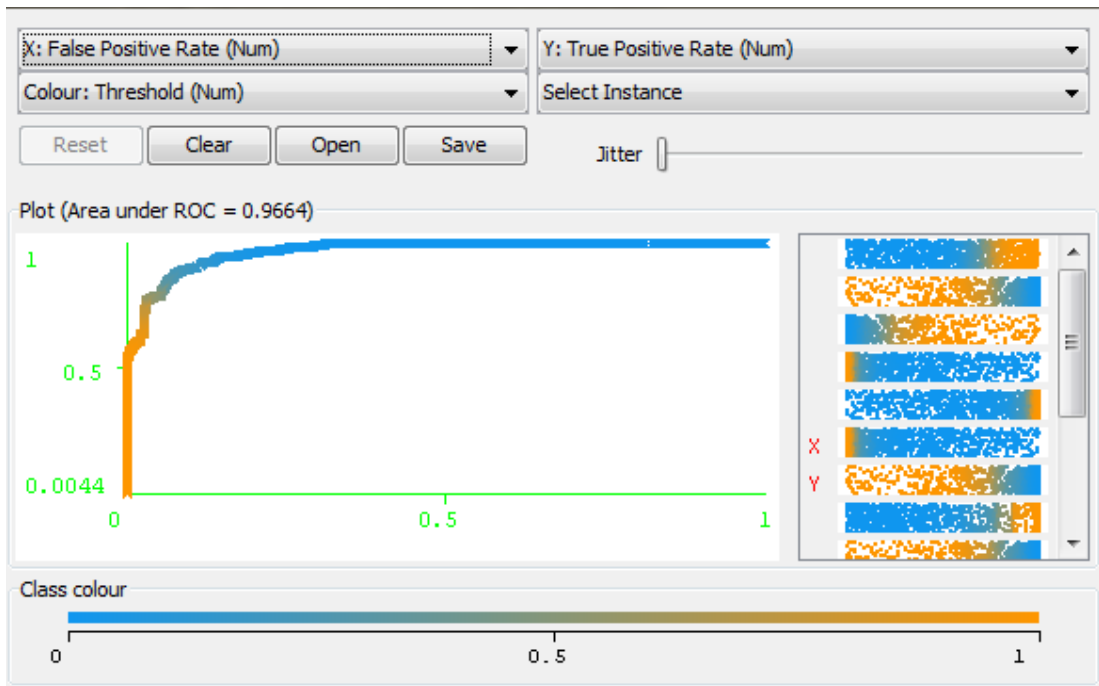 X: False Positive Rate (Num)
Y: True Positive Rate (Num)
Colour: Threshold (Num)
Select Instance
Reset
Clear
Open
Save
Jitter
Plot (Area under ROC = 0.9664)
1
0.5
0.0044
0
0.5
1
X
Y
Class colour
0
0.5
1